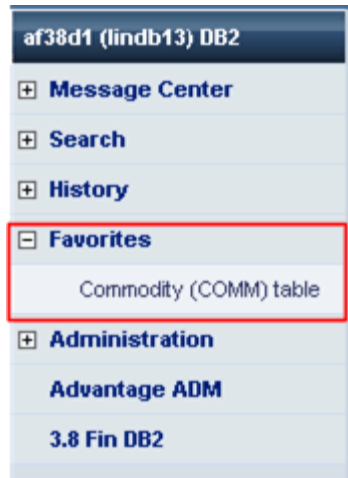 af38d1 (lindb13) DB2
Message Center
Search
History
Favorites
Commodity (COMM) table
Administration
Advantage ADM
3.8 Fin DB2